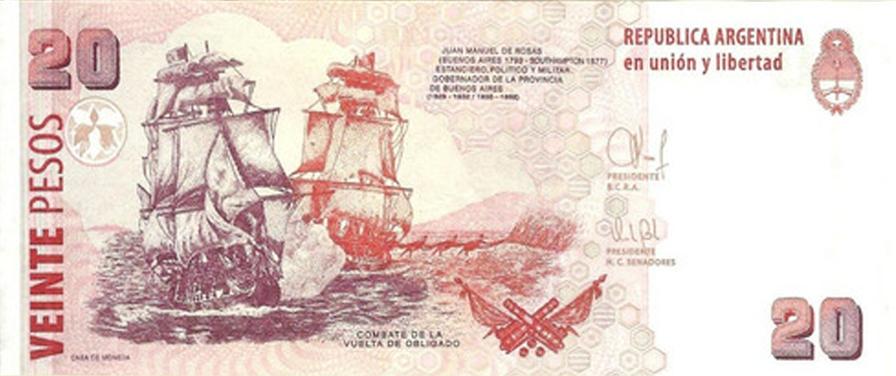 20
VEINTE PESOS
JUAN MANUEL DE ROSAS
(BUENOS AIRES 1793 - SOUTHAMPTON 1877)
ESTANCIERO, POLITICO Y MILITAR.
GOBERNADOR DE LA PROVINCIA
DE BUENOS AIRES
(1829 - 1832 / 1835 - 1852)
REPUBLICA ARGENTINA
en unión y libertad
PRESIDENTE
B.C.R.A.
PRESIDENTE
H. C. SENADORES
COMBATE DE LA
VUELTA DE OBLIGADO
CASA DE MONEDA
20